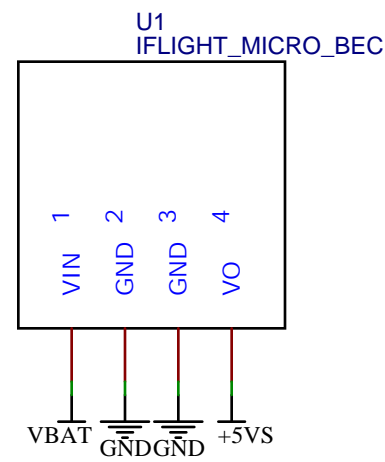 U1
IFLIGHT_MICRO_BEC
1 2 3 4
VIN GND GND VO
VBAT GND GND +5VS